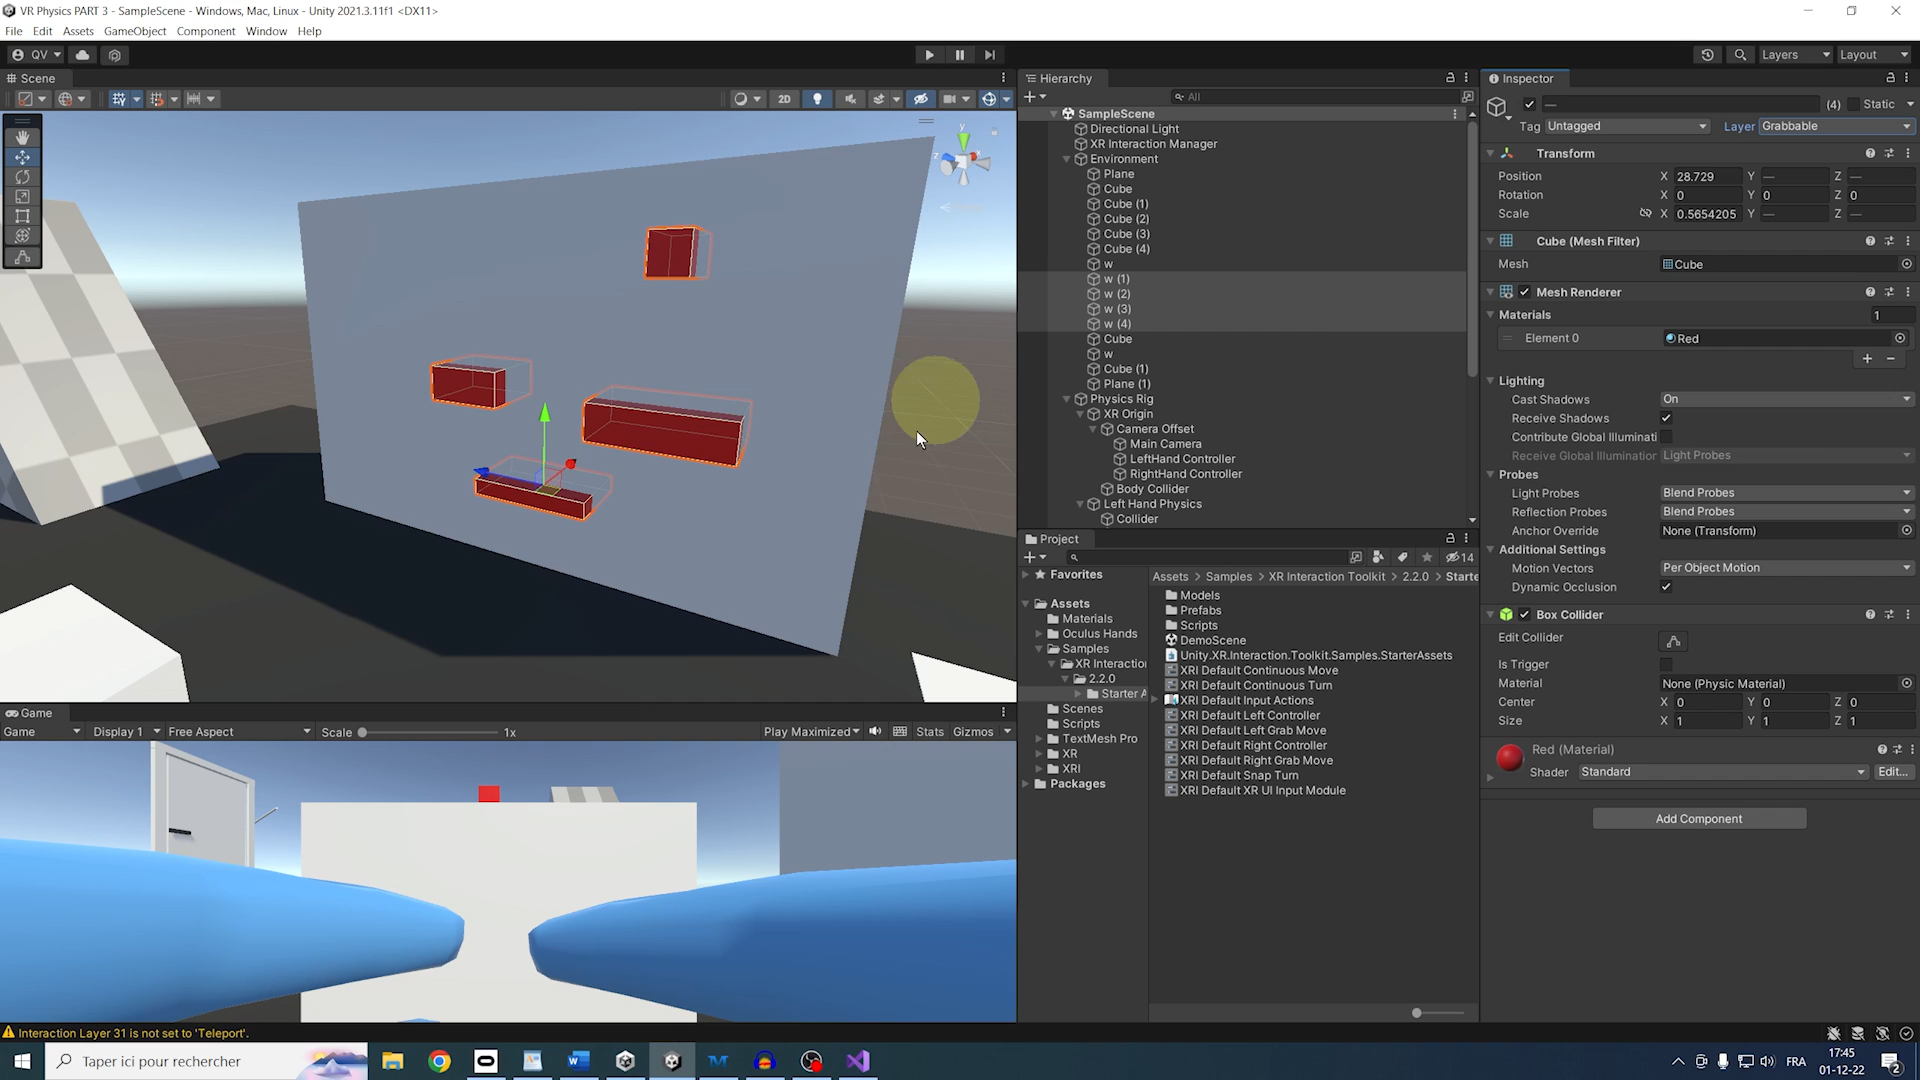 VR Physics PART 3 - SampleScene - Windows, Mac, Linux - Unity 2021.3.11f1 <DX11>
File Edit Assets GameObject Component Window Help
QV
Layers
Layout
Scene
2D
Hierarchy
All
SampleScene
Directional Light
XR Interaction Manager
Environment
Plane
Cube
Cube (1)
Cube (2)
Cube (3)
Cube (4)
w
w (1)
w (2)
w (3)
w (4)
Cube
w
Cube (1)
Plane (1)
Physics Rig
XR Origin
Camera Offset
Main Camera
LeftHand Controller
RightHand Controller
Body Collider
Left Hand Physics
Collider
Project
14
Favorites
Assets
Materials
Oculus Hands
Samples
XR Interactio
2.2.0
Starter A
Scenes
Scripts
TextMesh Pro
XR
XRI
Packages
Assets > Samples > XR Interaction Toolkit > 2.2.0 > Starte
Models
Prefabs
Scripts
DemoScene
Unity.XR.Interaction.Toolkit.Samples.StarterAssets
XRI Default Continuous Move
XRI Default Continuous Turn
XRI Default Input Actions
XRI Default Left Controller
XRI Default Left Grab Move
XRI Default Right Controller
XRI Default Right Grab Move
XRI Default Snap Turn
XRI Default XR UI Input Module
Inspector
— (4) Static
Tag Untagged Layer Grabbable
Transform
Position X 28.729 Y — Z —
Rotation X 0 Y 0 Z 0
Scale X 0.5654205 Y — Z —
Cube (Mesh Filter)
Mesh Cube
Mesh Renderer
Materials 1
Element 0 Red
Lighting
Cast Shadows On
Receive Shadows
Contribute Global Illuminati
Receive Global Illumination Light Probes
Probes
Light Probes Blend Probes
Reflection Probes Blend Probes
Anchor Override None (Transform)
Additional Settings
Motion Vectors Per Object Motion
Dynamic Occlusion
Box Collider
Edit Collider
Is Trigger
Material None (Physic Material)
Center X 0 Y 0 Z 0
Size X 1 Y 1 Z 1
Red (Material)
Shader Standard Edit...
Add Component
Game
Game Display 1 Free Aspect Scale 1x Play Maximized Stats Gizmos
Interaction Layer 31 is not set to 'Teleport'.
Taper ici pour rechercher
FRA
17:45
01-12-22
2